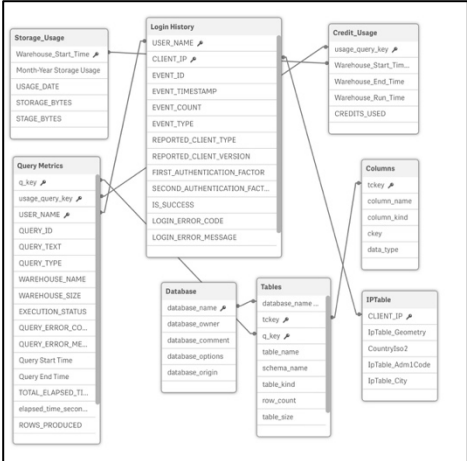 Storage_Usage
Warehouse_Start_Time
Month-Year Storage Usage
USAGE_DATE
STORAGE_BYTES
STAGE_BYTES
Login History
USER_NAME
CLIENT_IP
EVENT_ID
EVENT_TIMESTAMP
EVENT_COUNT
EVENT_TYPE
REPORTED_CLIENT_TYPE
REPORTED_CLIENT_VERSION
FIRST_AUTHENTICATION_FACTOR
SECOND_AUTHENTICATION_FACT...
IS_SUCCESS
LOGIN_ERROR_CODE
LOGIN_ERROR_MESSAGE
Credit_Usage
usage_query_key
Warehouse_Start_Tim...
Warehouse_End_Time
Warehouse_Run_Time
CREDITS_USED
Query Metrics
q_key
usage_query_key
USER_NAME
QUERY_ID
QUERY_TEXT
QUERY_TYPE
WAREHOUSE_NAME
WAREHOUSE_SIZE
EXECUTION_STATUS
QUERY_ERROR_CO...
QUERY_ERROR_ME...
Query Start Time
Query End Time
TOTAL_ELAPSED_TI...
elapsed_time_secon...
ROWS_PRODUCED
Columns
tckey
column_name
column_kind
ckey
data_type
Database
database_name
database_owner
database_comment
database_options
database_origin
Tables
database_name ...
tckey
q_key
table_name
schema_name
table_kind
row_count
table_size
IPTable
CLIENT_IP
IpTable_Geometry
CountryIso2
IpTable_Adm1Code
IpTable_City